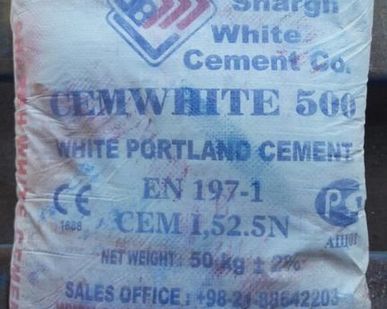 Shargh
White
Cement Co.
CEMWHITE 500
WHITE PORTLAND CEMENT
EN 197-1
CEM I,52.5N
1608
NET WEIGHT: 50 kg ± 2%
SALES OFFICE : +98-21-88642203